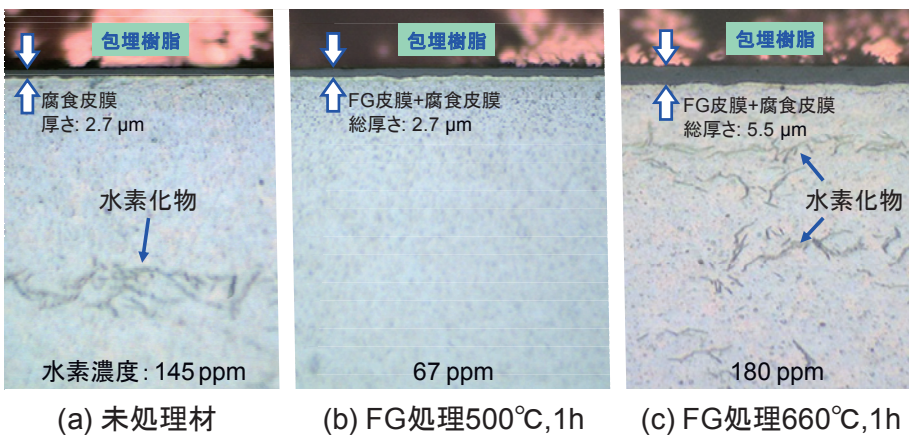 包埋樹脂
腐食皮膜
厚さ: 2.7 μm
水素化物
水素濃度: 145 ppm
(a) 未処理材
包埋樹脂
FG皮膜+腐食皮膜
総厚さ: 2.7 μm
67 ppm
(b) FG処理500℃,1h
包埋樹脂
FG皮膜+腐食皮膜
総厚さ: 5.5 μm
水素化物
180 ppm
(c) FG処理660℃,1h